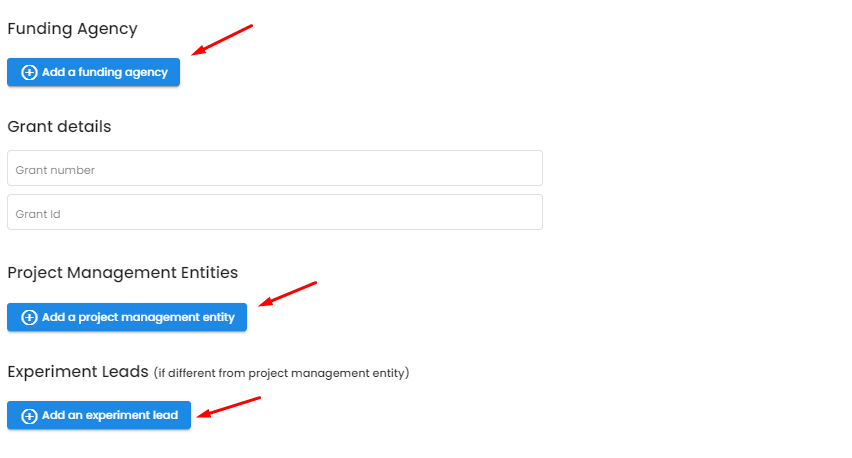 Funding Agency
Add a funding agency
Grant details
Grant number
Grant Id
Project Management Entities
Add a project management entity
Experiment Leads (if different from project management entity)
Add an experiment lead